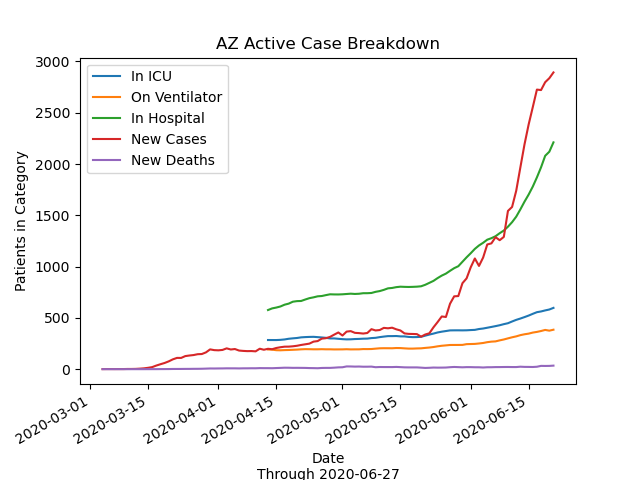 AZ Active Case Breakdown
In ICU
On Ventilator
In Hospital
New Cases
New Deaths
Patients in Category
3000
2500
2000
1500
1000
500
0
2020-03-01
2020-03-15
2020-04-01
2020-04-15
2020-05-01
2020-05-15
2020-06-01
2020-06-15
Date
Through 2020-06-27